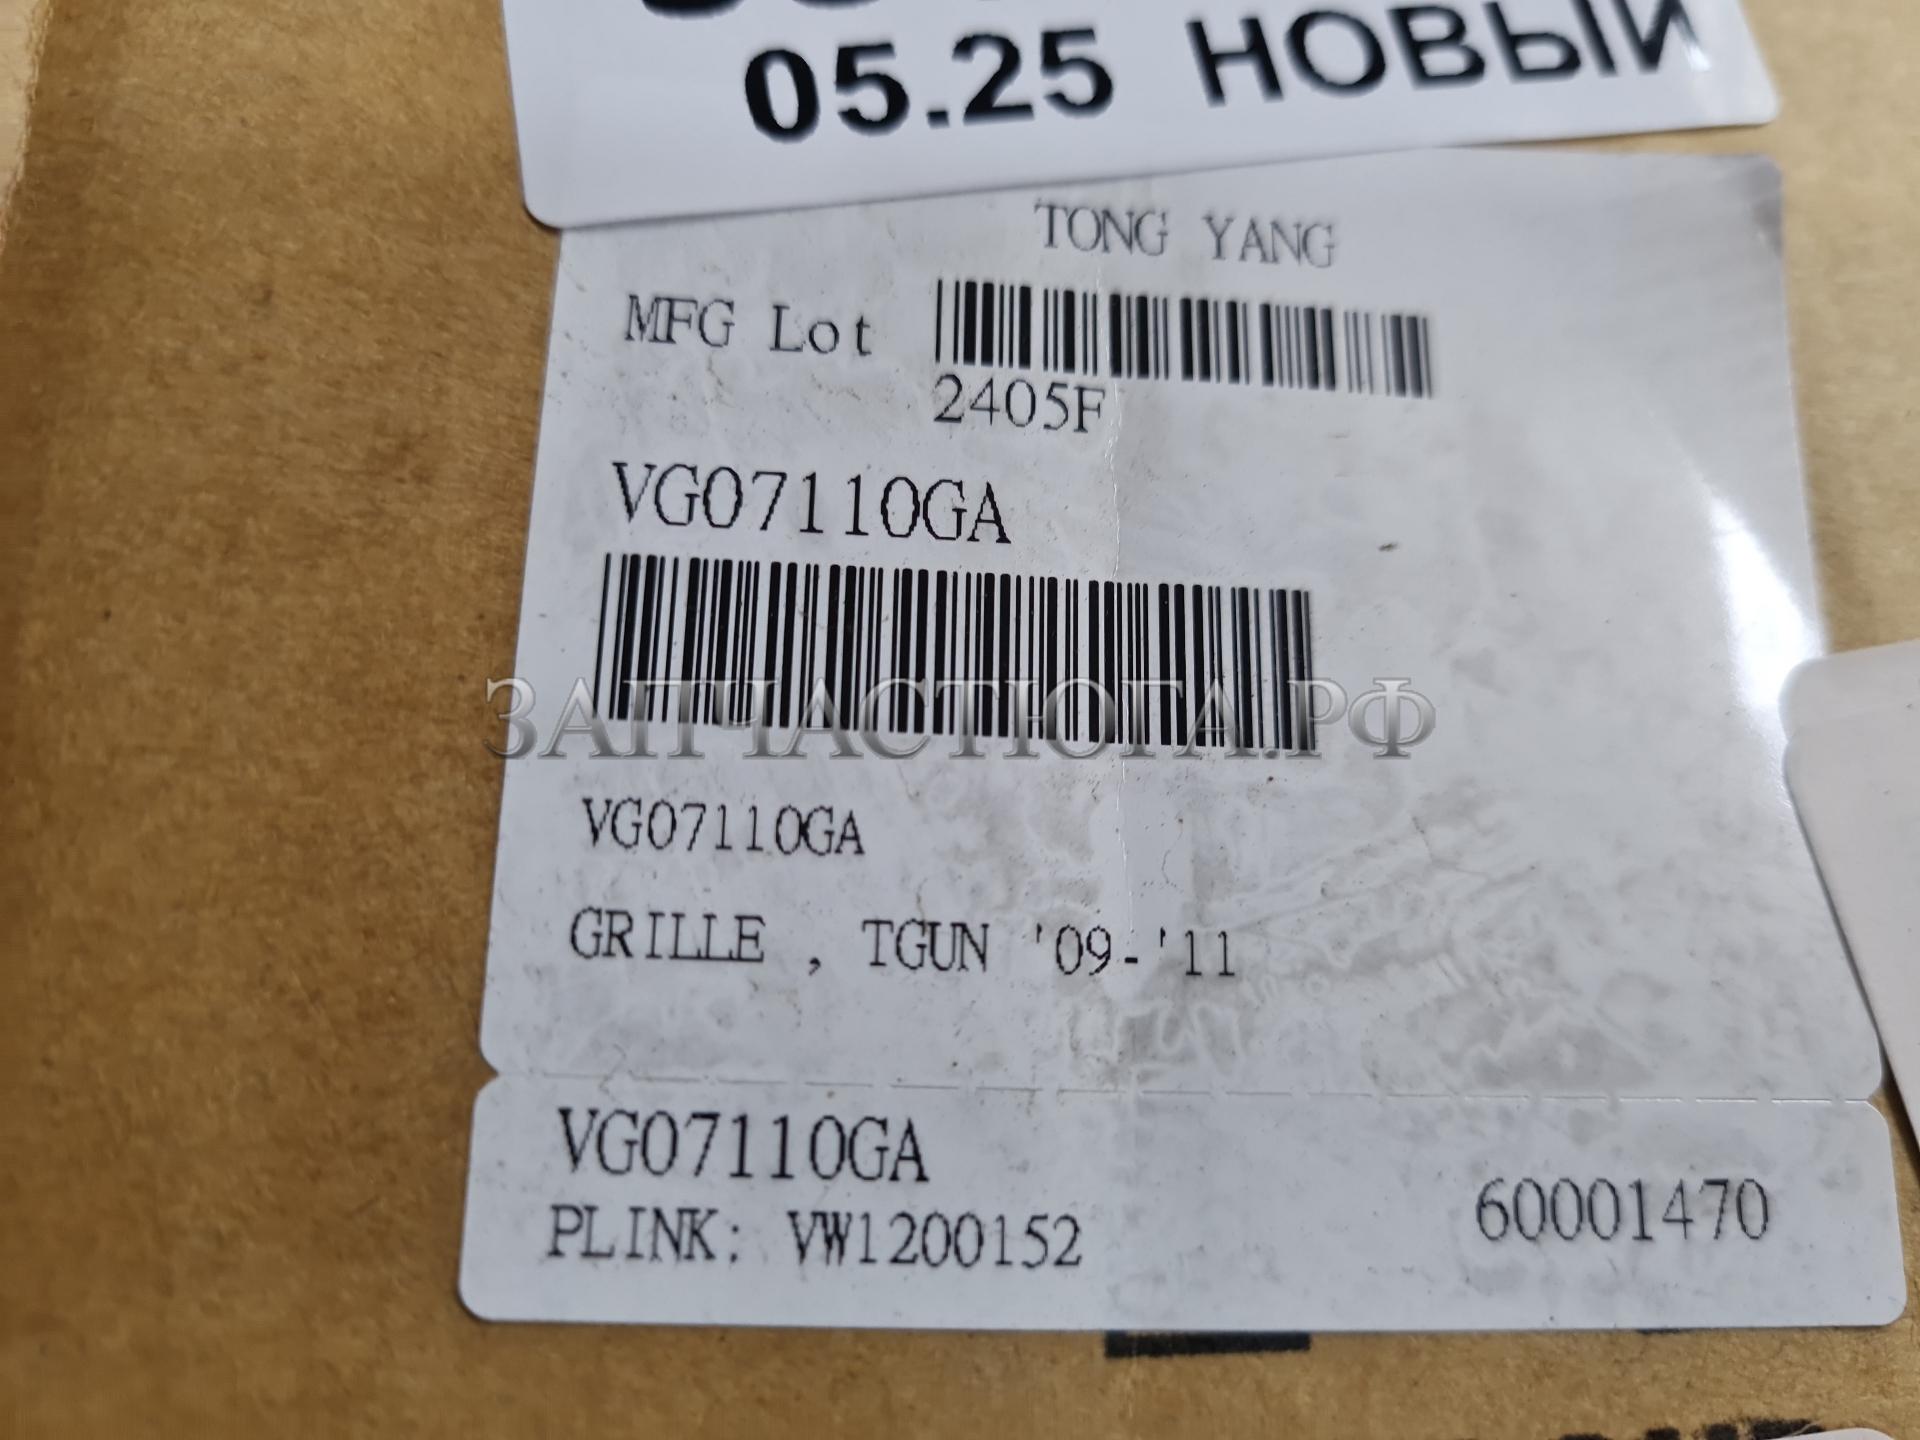 05.25 НОВЫЙ
TONG YANG
MFG Lot
2405F
VG07110GA
ЗАПЧАСТЮГА.РФ
VG07110GA
GRILLE , TGUN '09-'11
VG07110GA
PLINK: VW1200152
60001470